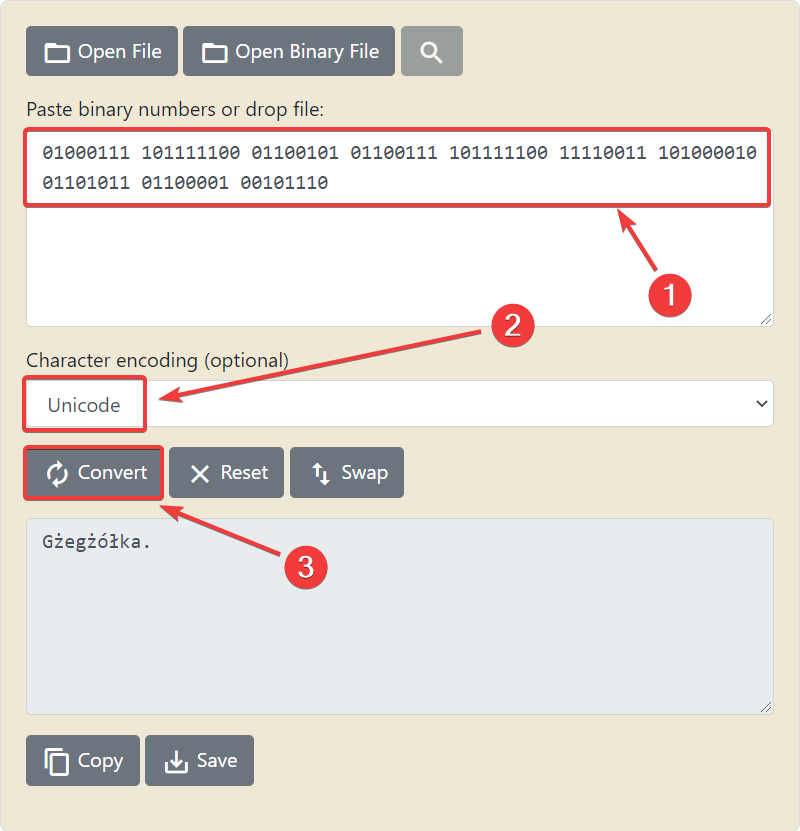 Open File Open Binary File
Paste binary numbers or drop file:
01000111 101111100 01100101 01100111 101111100 11110011 101000010
01101011 01100001 00101110
1
2
Character encoding (optional)
Unicode
Convert Reset Swap
Gżegżółka.
3
Copy Save